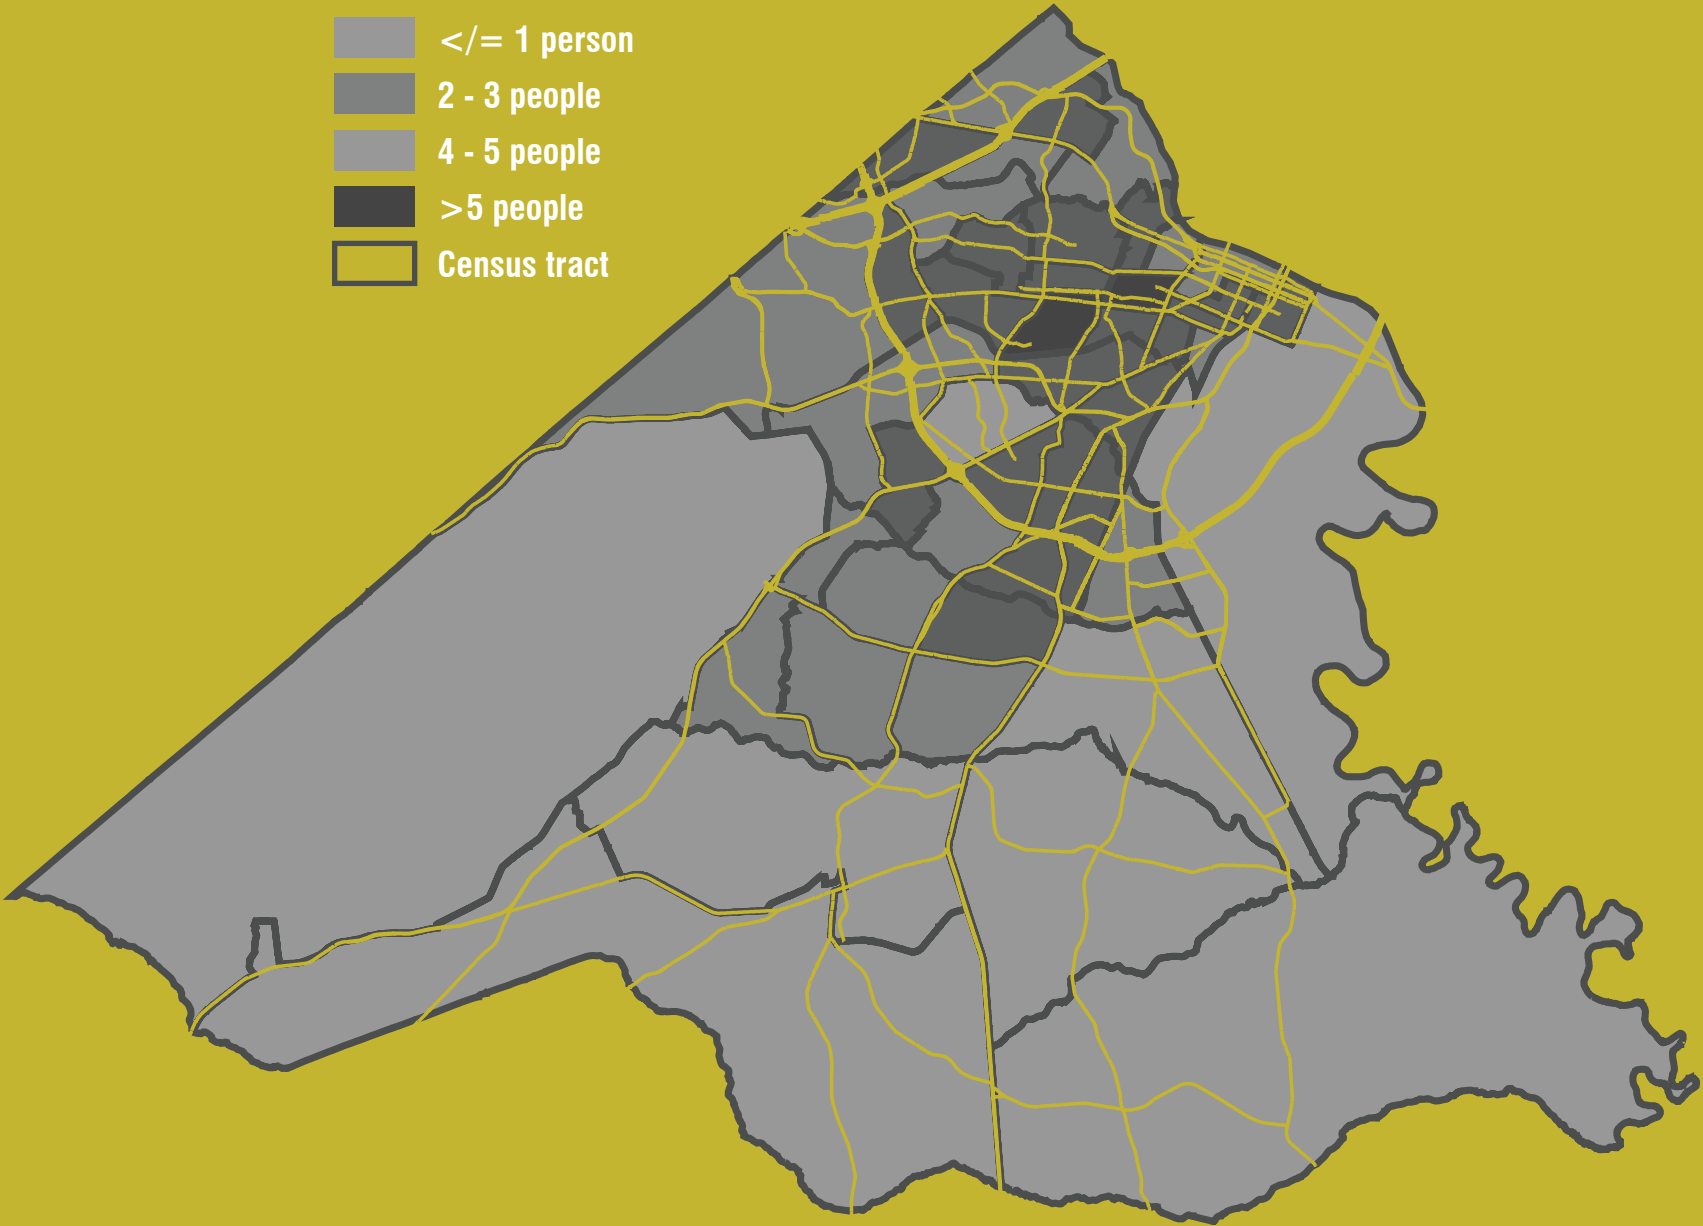 </= 1 person
2 - 3 people
4 - 5 people
>5 people
Census tract